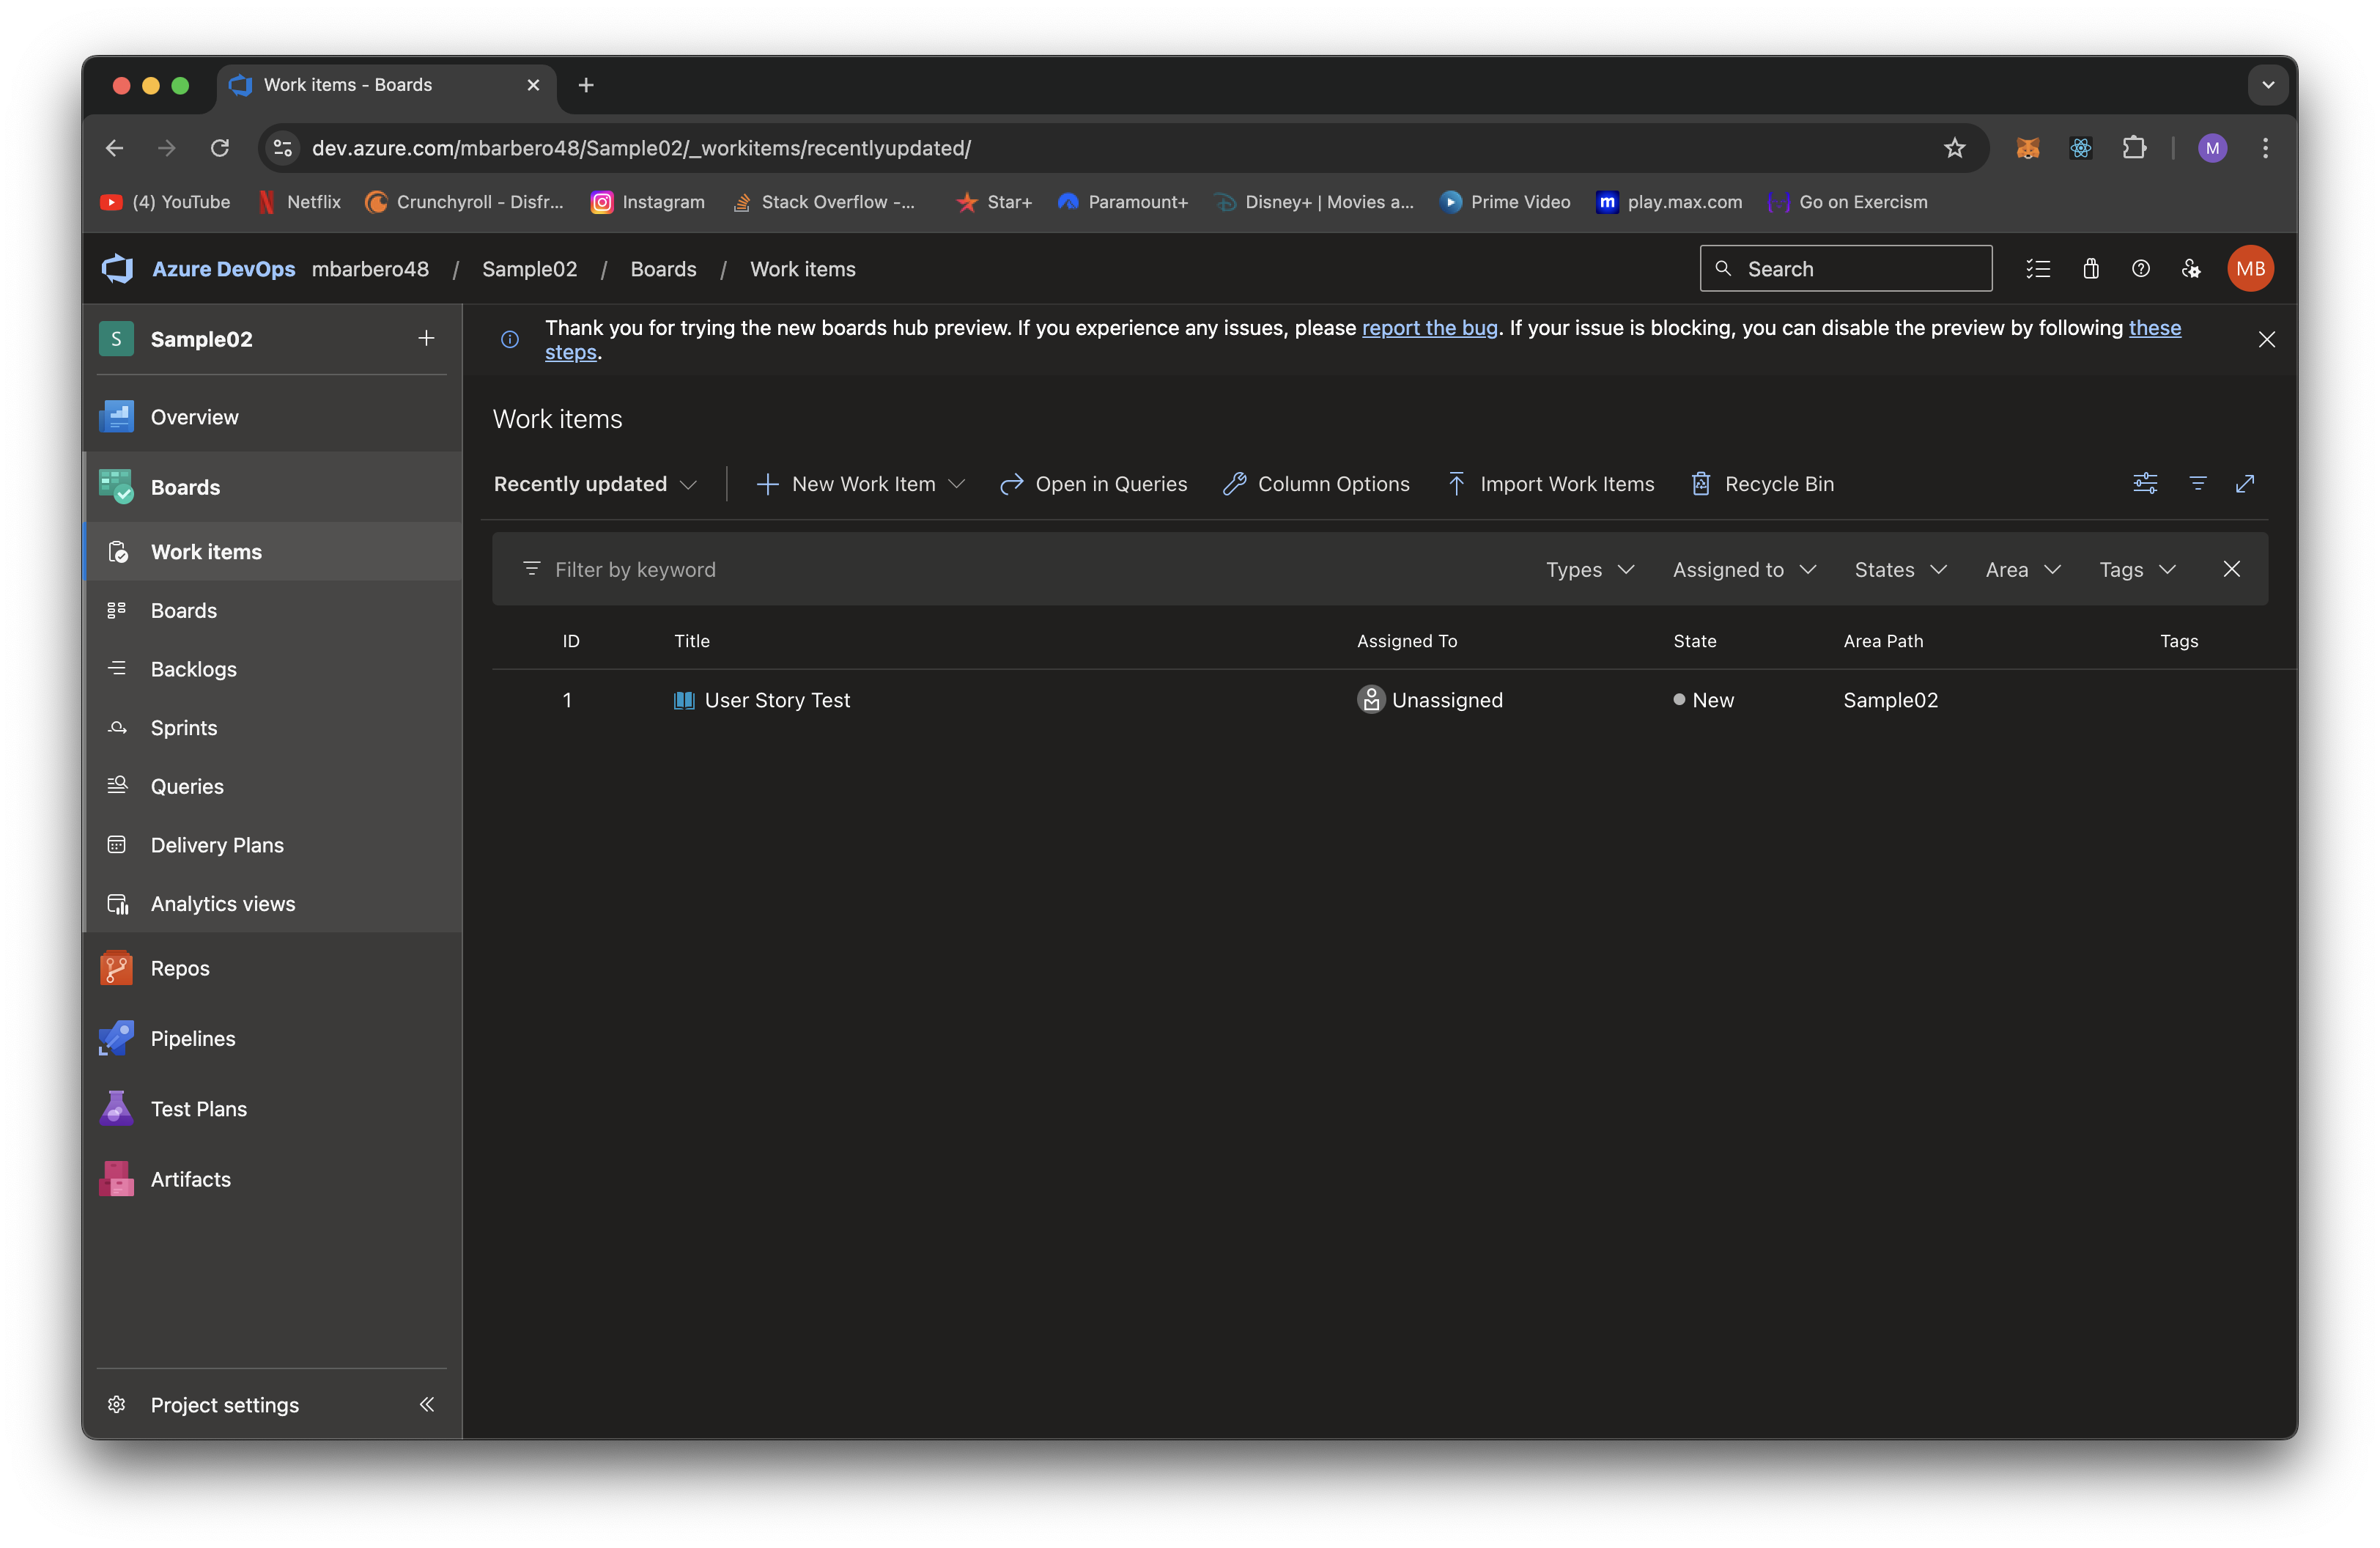 Work items - Boards
dev.azure.com/mbarbero48/Sample02/_workitems/recentlyupdated/
M
(4) YouTube
Netflix
Crunchyroll - Disfr...
Instagram
Stack Overflow -...
Star+
Paramount+
Disney+ | Movies a...
Prime Video
m
play.max.com
{..}
Go on Exercism
Azure DevOps
mbarbero48 / Sample02 / Boards / Work items
Search
MB
S
Sample02
Thank you for trying the new boards hub preview. If you experience any issues, please report the bug. If your issue is blocking, you can disable the preview by following these
steps.
Overview
Boards
Work items
Boards
Backlogs
Sprints
Queries
Delivery Plans
Analytics views
Repos
Pipelines
Test Plans
Artifacts
Project settings
Work items
Recently updated
New Work Item
Open in Queries
Column Options
Import Work Items
Recycle Bin
Filter by keyword
Types
Assigned to
States
Area
Tags
ID Title Assigned To State Area Path Tags
1 User Story Test Unassigned New Sample02